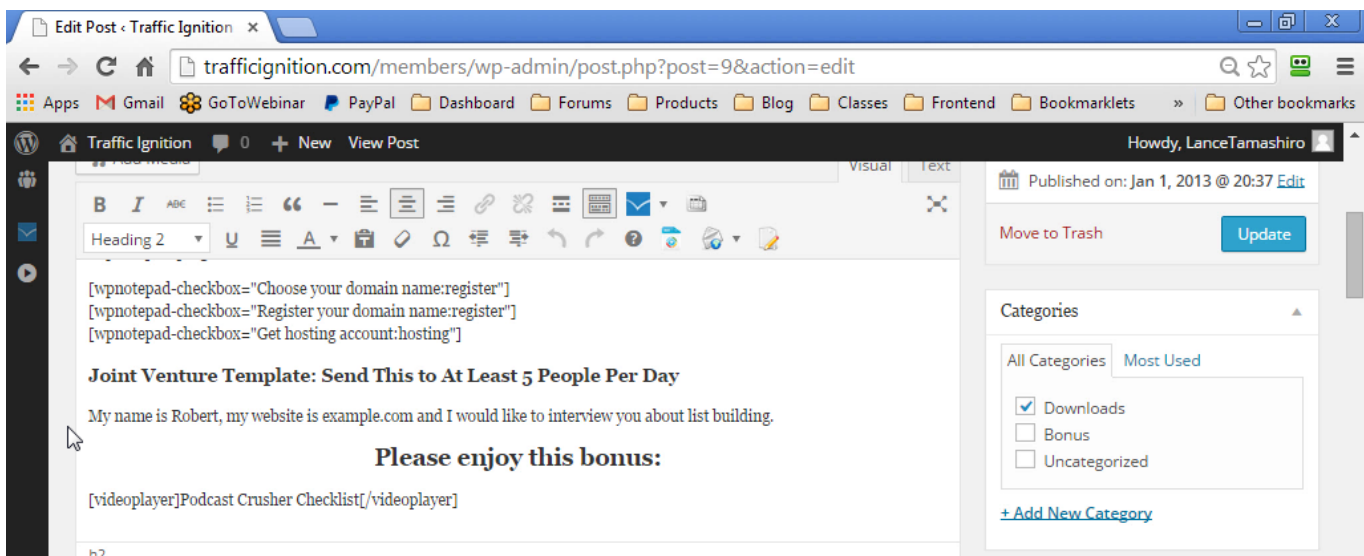 Edit Post ‹ Traffic Ignition
trafficignition.com/members/wp-admin/post.php?post=9&action=edit
Apps Gmail GoToWebinar PayPal Dashboard Forums Products Blog Classes Frontend Bookmarklets » Other bookmarks
Traffic Ignition 0 + New View Post Howdy, LanceTamashiro
Add Media Visual Text
Published on: Jan 1, 2013 @ 20:37 Edit
B I ABC
Heading 2 U A Ω
Move to Trash Update
[wpnotepad-checkbox="Choose your domain name:register"]
[wpnotepad-checkbox="Register your domain name:register"]
[wpnotepad-checkbox="Get hosting account:hosting"]
Joint Venture Template: Send This to At Least 5 People Per Day
My name is Robert, my website is example.com and I would like to interview you about list building.
Please enjoy this bonus:
[videoplayer]Podcast Crusher Checklist[/videoplayer]
h2
Categories
All Categories Most Used
Downloads
Bonus
Uncategorized
+ Add New Category